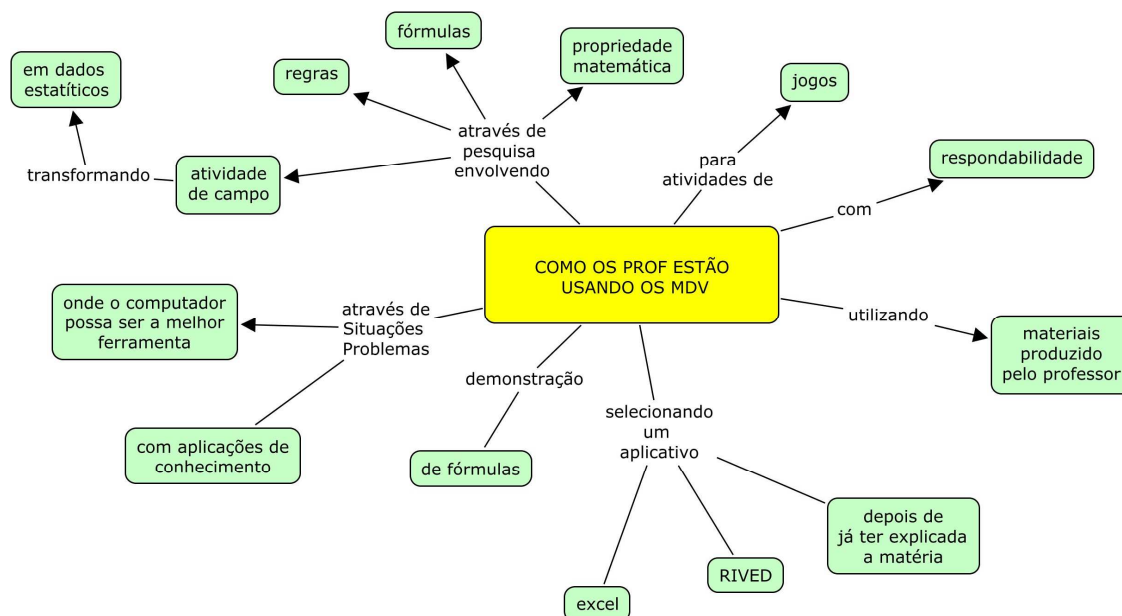 fórmulas
propriedade
matemática
em dados
estatíticos
regras
jogos
através de
pesquisa
envolvendo
para
atividades de
respondabilidade
transformando
atividade
de campo
com
COMO OS PROF ESTÃO
USANDO OS MDV
onde o computador
possa ser a melhor
ferramenta
através de
Situações
Problemas
utilizando
materiais
produzido
pelo professor
demonstração
selecionando
um
aplicativo
com aplicações de
conhecimento
de fórmulas
depois de
já ter explicada
a matéria
RIVED
excel